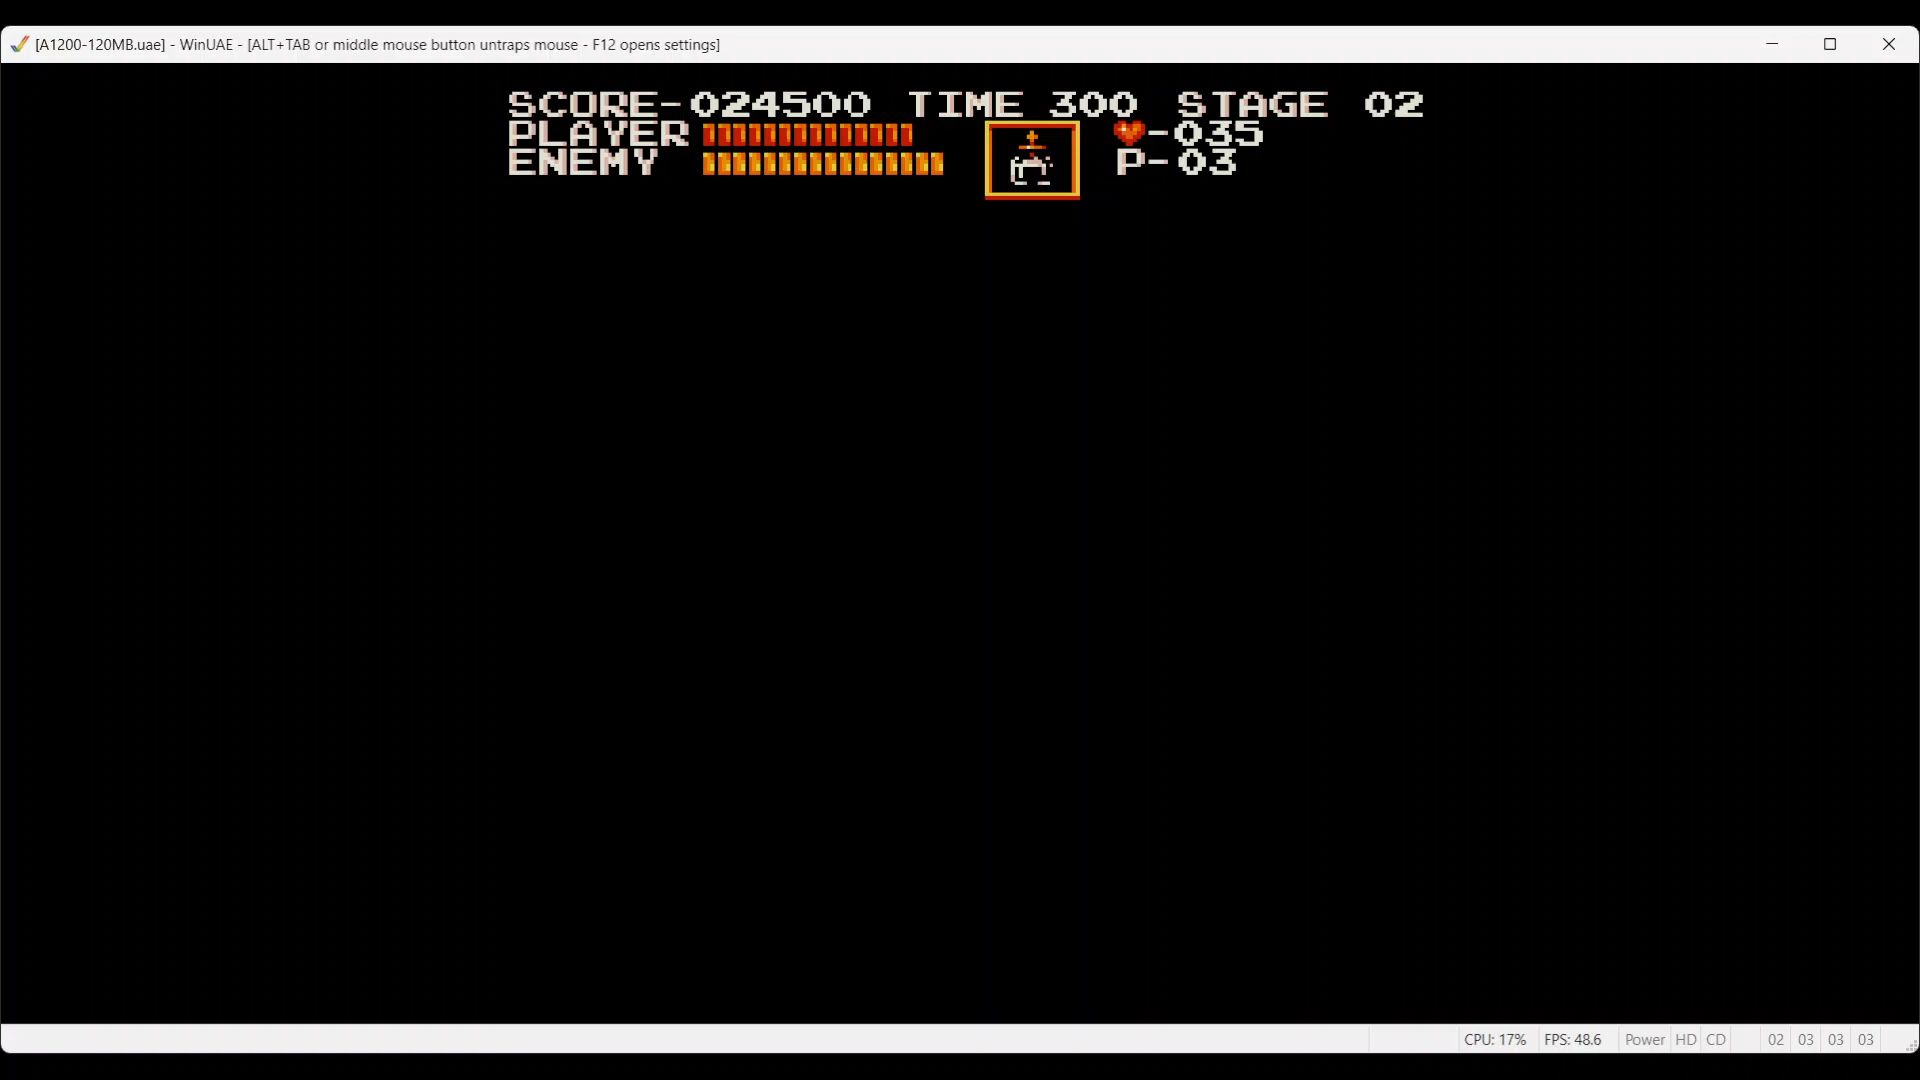 [A1200-120MB.uae] - WinUAE - [ALT+TAB or middle mouse button untraps mouse - F12 opens settings]
SCORE-024500 TIME 300 STAGE 02
PLAYER -035
ENEMY P-03
CPU: 17% FPS: 48.6 Power HD CD 02 03 03 03